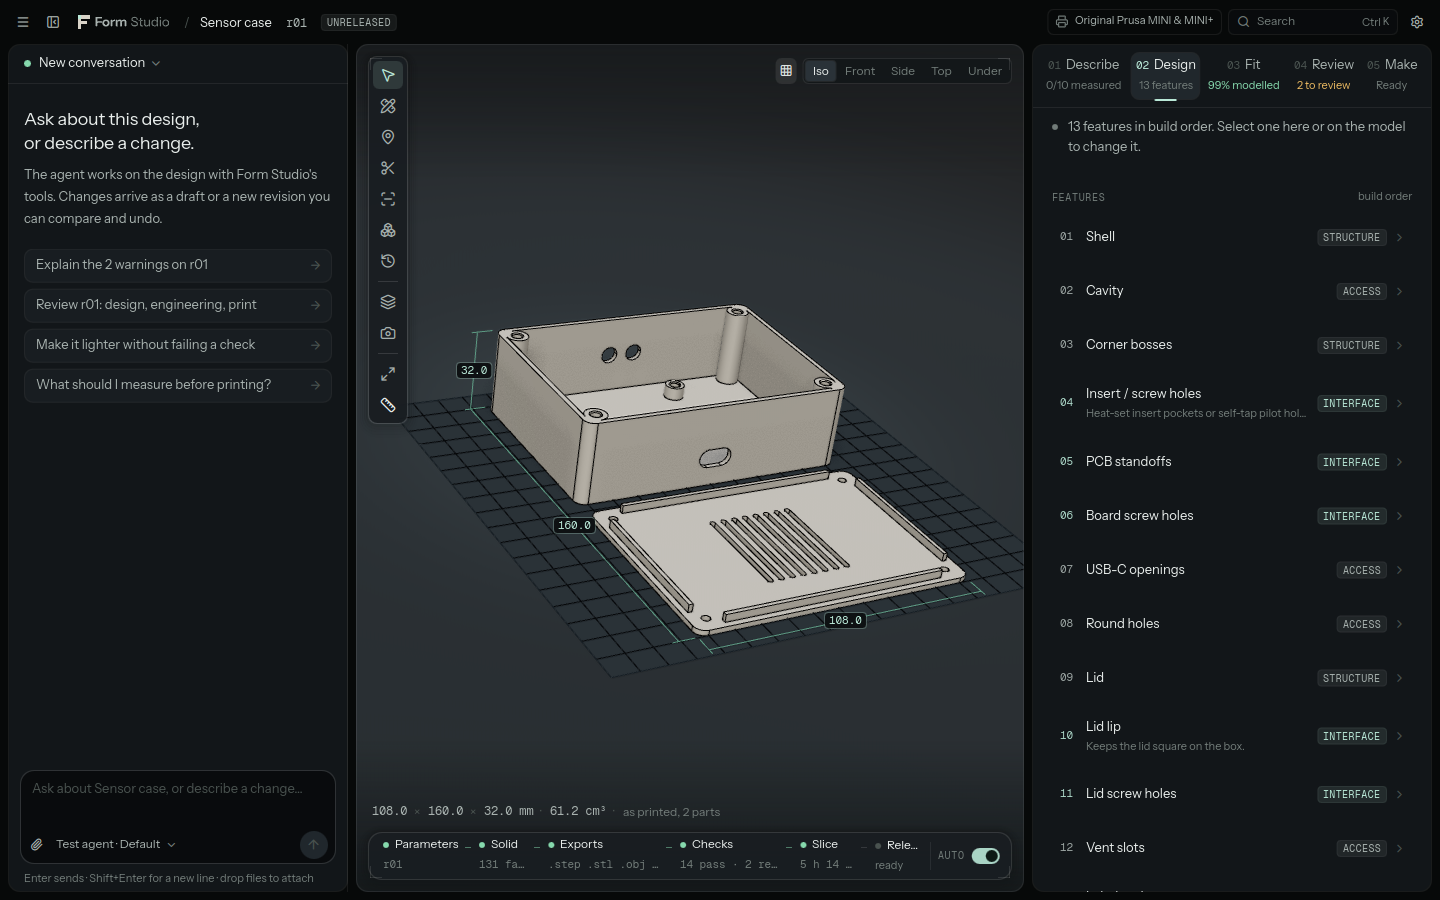 Form Studio / Sensor case r01 UNRELEASED
Original Prusa MINI & MINI+
Search Ctrl K
New conversation
Ask about this design,
or describe a change.
The agent works on the design with Form Studio's
tools. Changes arrive as a draft or a new revision you
can compare and undo.
Explain the 2 warnings on r01
Review r01: design, engineering, print
Make it lighter without failing a check
What should I measure before printing?
Ask about Sensor case, or describe a change...
Test agent · Default
Enter sends · Shift+Enter for a new line · drop files to attach
Iso Front Side Top Under
32.0
160.0
108.0
108.0 × 160.0 × 32.0 mm · 61.2 cm³ · as printed, 2 parts
Parameters
r01
Solid
131 fa…
Exports
.step .stl .obj …
Checks
14 pass · 2 re…
Slice
5 h 14 …
Rele…
ready
AUTO
01 Describe
0/10 measured
02 Design
13 features
03 Fit
99% modelled
04 Review
2 to review
05 Make
Ready
13 features in build order. Select one here or on the model
to change it.
FEATURES build order
01 Shell STRUCTURE
02 Cavity ACCESS
03 Corner bosses STRUCTURE
04 Insert / screw holes INTERFACE
Heat-set insert pockets or self-tap pilot hol…
05 PCB standoffs INTERFACE
06 Board screw holes INTERFACE
07 USB-C openings ACCESS
08 Round holes ACCESS
09 Lid STRUCTURE
10 Lid lip INTERFACE
Keeps the lid square on the box.
11 Lid screw holes INTERFACE
12 Vent slots ACCESS